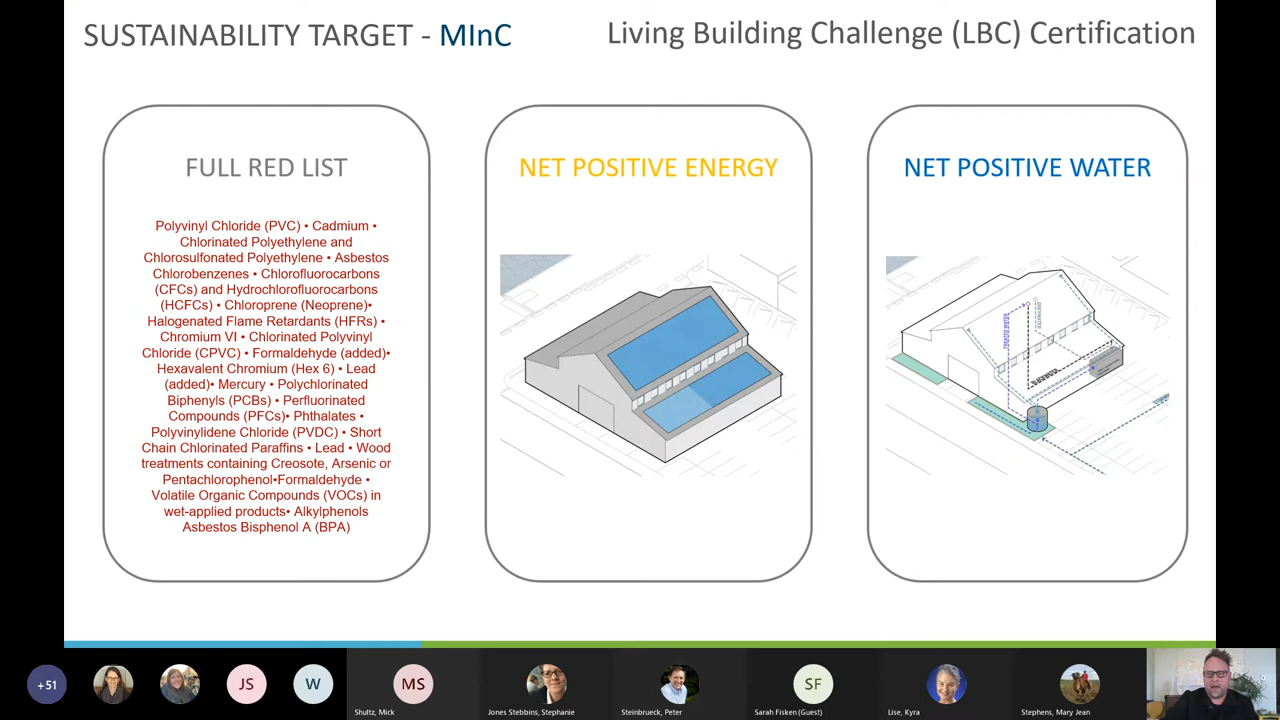 SUSTAINABILITY TARGET - MInC
Living Building Challenge (LBC) Certification
FULL RED LIST
Polyvinyl Chloride (PVC) • Cadmium •
Chlorinated Polyethylene and
Chlorosulfonated Polyethylene • Asbestos
Chlorobenzenes • Chlorofluorocarbons
(CFCs) and Hydrochlorofluorocarbons
(HCFCs) • Chloroprene (Neoprene)•
Halogenated Flame Retardants (HFRs) •
Chromium VI • Chlorinated Polyvinyl
Chloride (CPVC) • Formaldehyde (added)•
Hexavalent Chromium (Hex 6) • Lead
(added)• Mercury • Polychlorinated
Biphenyls (PCBs) • Perfluorinated
Compounds (PFCs)• Phthalates •
Polyvinylidene Chloride (PVDC) • Short
Chain Chlorinated Paraffins • Lead • Wood
treatments containing Creosote, Arsenic or
Pentachlorophenol•Formaldehyde •
Volatile Organic Compounds (VOCs) in
wet-applied products• Alkylphenols
Asbestos Bisphenol A (BPA)
NET POSITIVE ENERGY
NET POSITIVE WATER
TREATED WATER
GREYWATER
+51
JS
W
MS
SF
Shultz, Mick
Jones Stebbins, Stephanie
Steinbrueck, Peter
Sarah Fisken (Guest)
Lise, Kyra
Stephens, Mary Jean